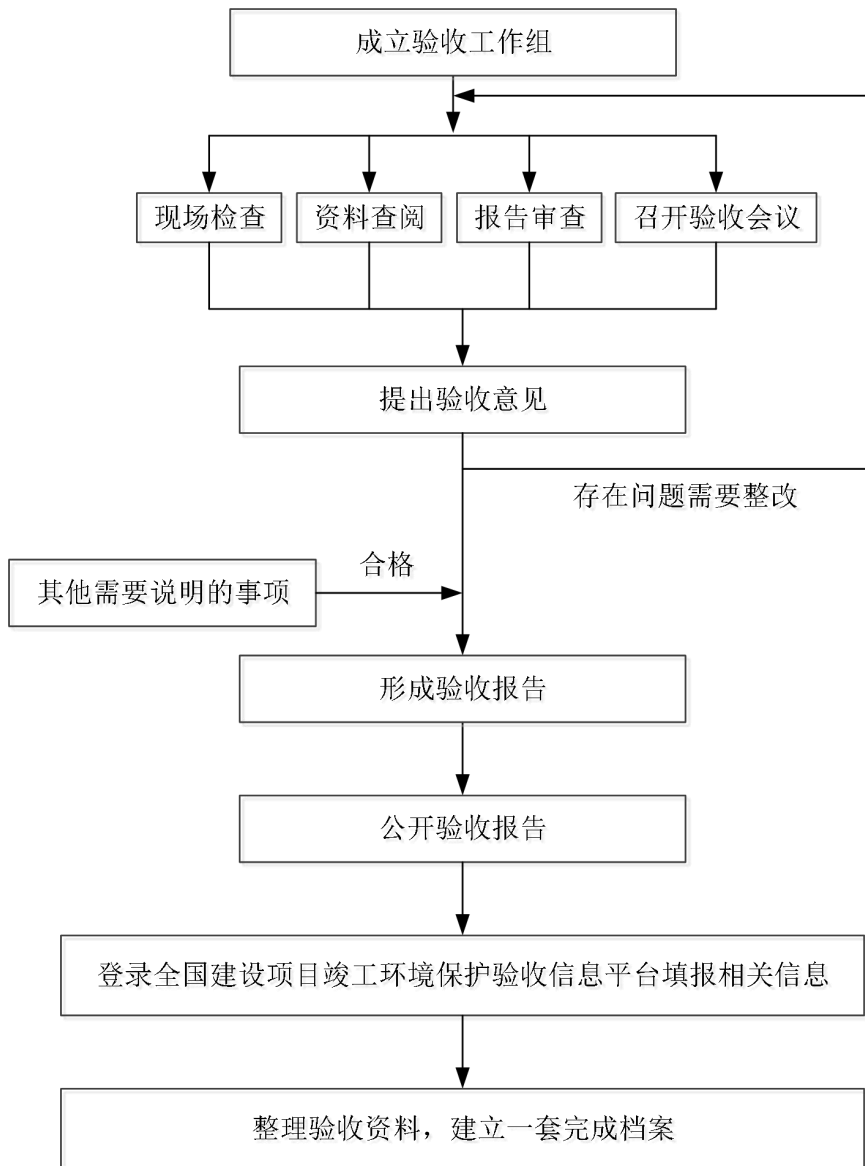 成立验收工作组
现场检查
资料查阅
报告审查
召开验收会议
提出验收意见
存在问题需要整改
合格
其他需要说明的事项
形成验收报告
公开验收报告
登录全国建设项目竣工环境保护验收信息平台填报相关信息
整理验收资料，建立一套完成档案